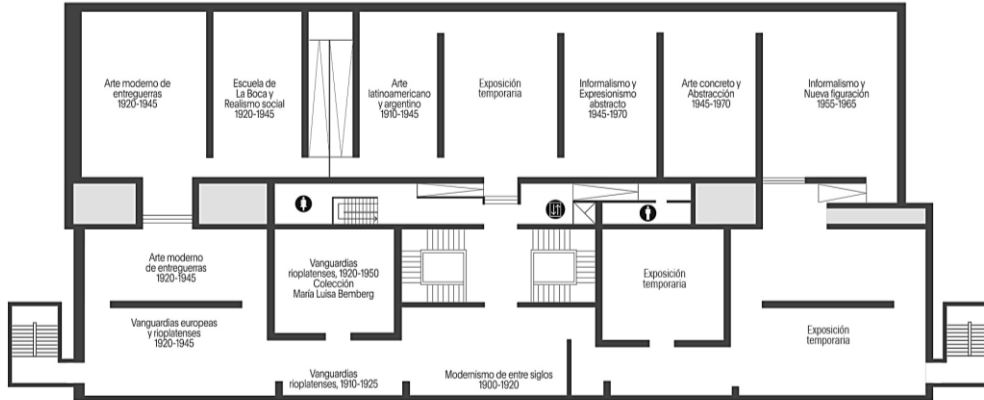 Arte moderno de
entreguerras
1920-1945
Escuela de
La Boca y
Realismo social
1920-1945
Arte
latinoamericano
y argentino
1910-1945
Exposición
temporaria
Informalismo y
Expresionismo
abstracto
1945-1970
Arte concreto y
Abstracción
1945-1970
Informalismo y
Nueva figuración
1955-1965
Arte moderno
de entreguerras
1920-1945
Vanguardias
rioplatenses, 1920-1950
Colección
María Luisa Bemberg
Exposición
temporaria
Vanguardias europeas
y rioplatenses
1920-1945
Exposición
temporaria
Vanguardias
rioplatenses, 1910-1925
Modernismo de entre siglos
1900-1920